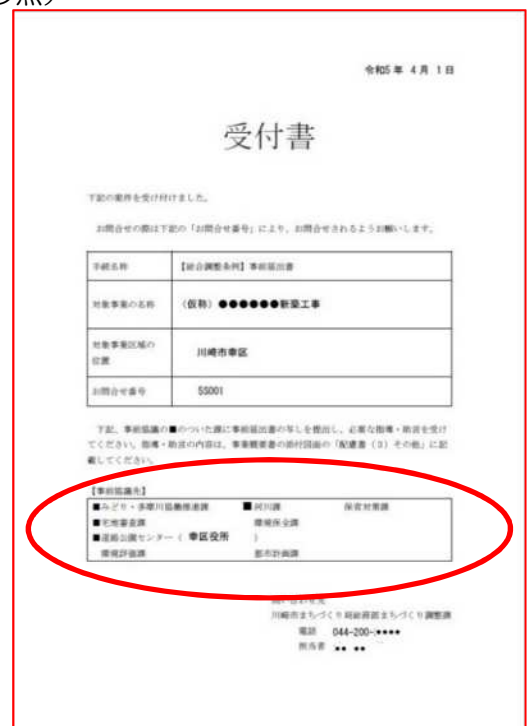 令和5年 4月 1日
受付書
下記の案件を受け付けました。
お問合せの際は下記の「お問合せ番号」により、お問合せされるようお願いします。
手続名称 【総合調整条例】事前届出書
対象事業の名称 (仮称)●●●●●●新築工事
対象事業区域の位置 川崎市幸区
お問合せ番号 5S001
下記、事前協議の■のついた課に事前届出書の写しを提出し、必要な指導・助言を受け
てください。指導・助言の内容は、事業概要書の添付図面の「配慮書(3)その他」に記
載してください。
【事前協議先】
■みどり・多摩川協働推進課 ■河川課 保育対策課
■宅地審査課 環境保全課
■道路公園センター( 幸区役所 )
環境評価課 都市計画課
川崎市まちづくり局総務部まちづくり調整課
電話 044-200-●●●●
担当者 ●● ●●